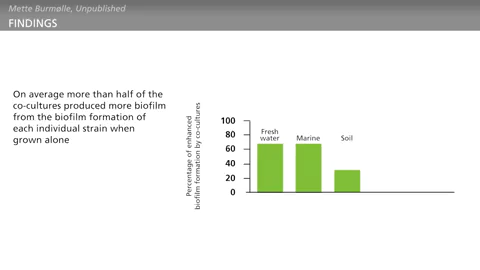 Mette Burmølle, Unpublished
FINDINGS
On average more than half of the
co-cultures produced more biofilm
from the biofilm formation of
each individual strain when
grown alone
Percentage of enhanced
biofilm formation by co-cultures
100
80
60
40
20
0
Fresh
water
Marine
Soil